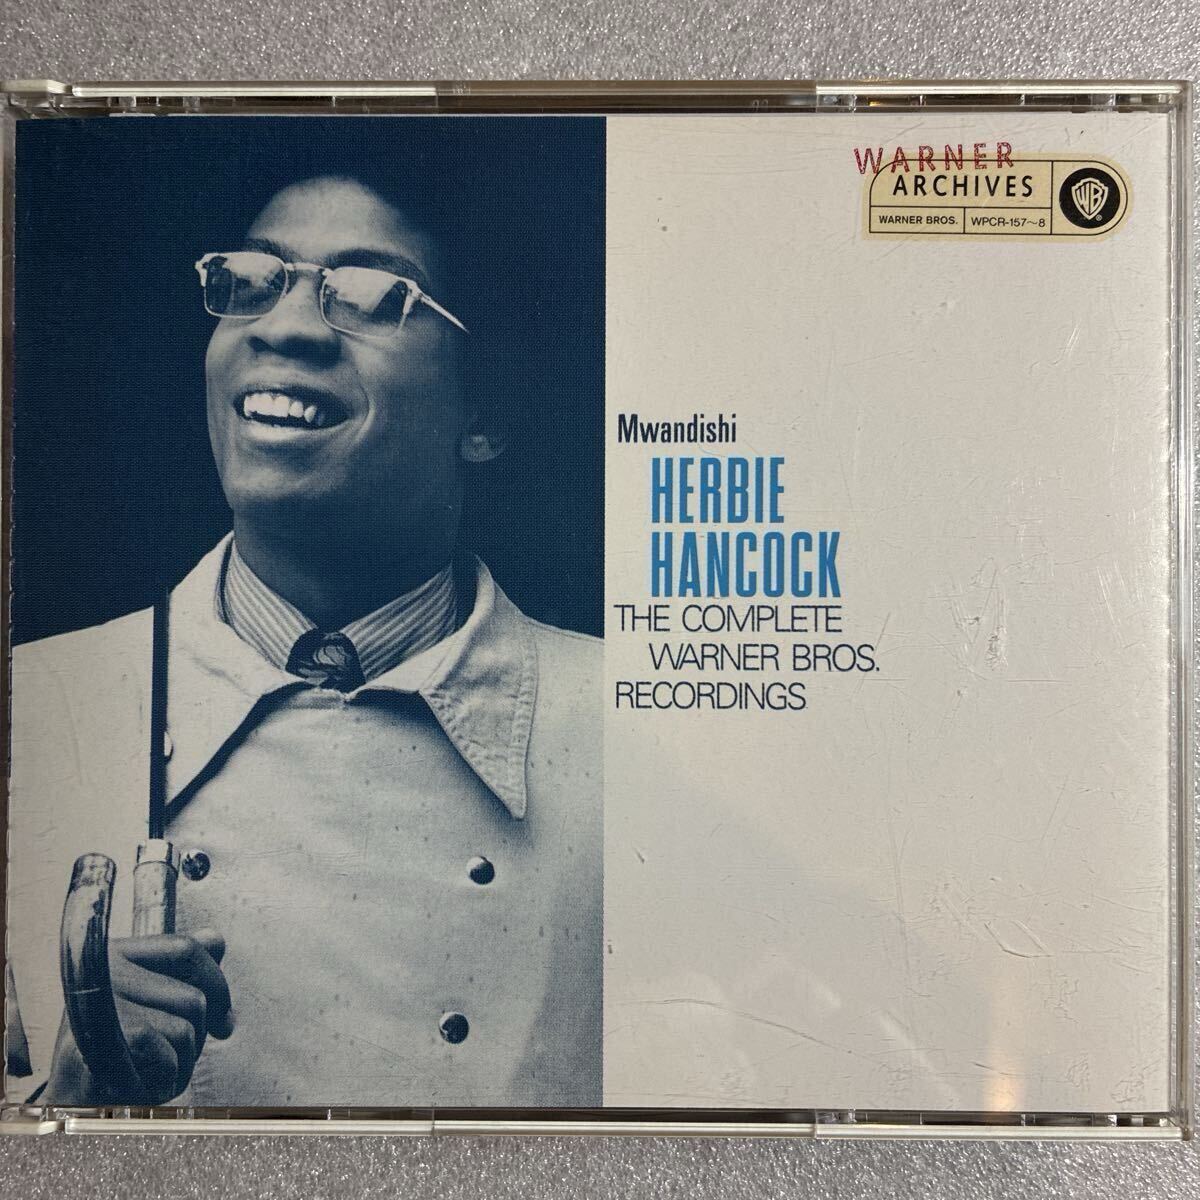 WARNER
ARCHIVES
WARNER BROS. WPCR-157~8
WB
Mwandishi
HERBIE
HANCOCK
THE COMPLETE
WARNER BROS.
RECORDINGS